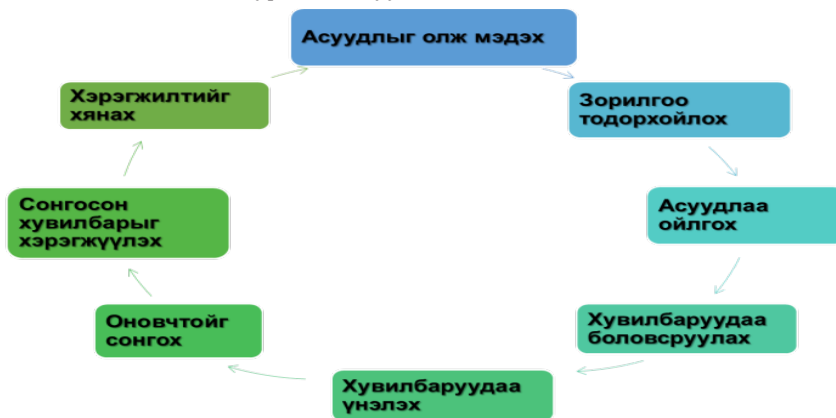 Асуудлыг олж мэдэх
Зорилгоо
тодорхойлох
Асуудлаа
ойлгох
Хувилбаруудаа
боловсруулах
Хувилбаруудаа
үнэлэх
Оновчтойг
сонгох
Сонгосон
хувилбарыг
хэрэгжүүлэх
Хэрэгжилтийг
хянах